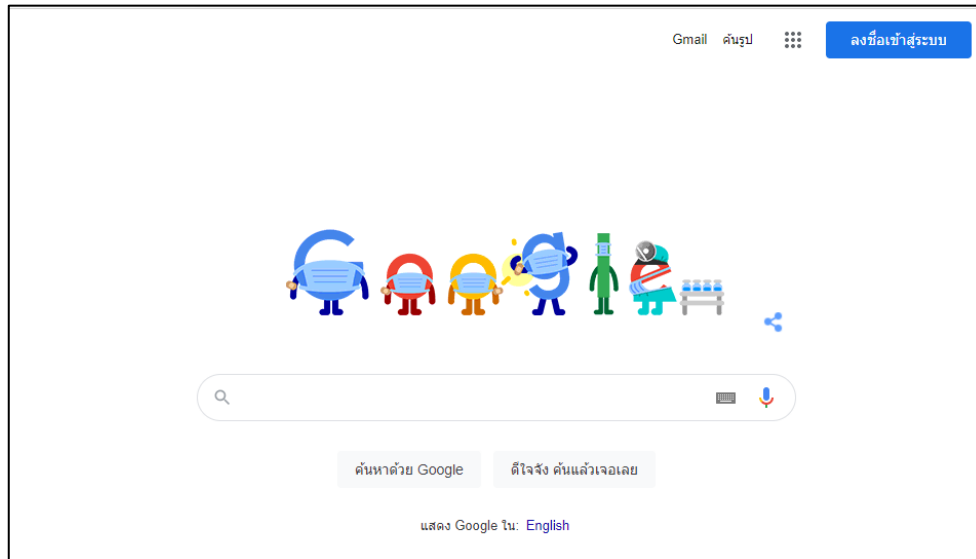 Gmail ค้นรูป ลงชื่อเข้าสู่ระบบ
Google
ค้นหาด้วย Google ดีใจจัง ค้นแล้วเจอเลย
แสดง Google ใน: English